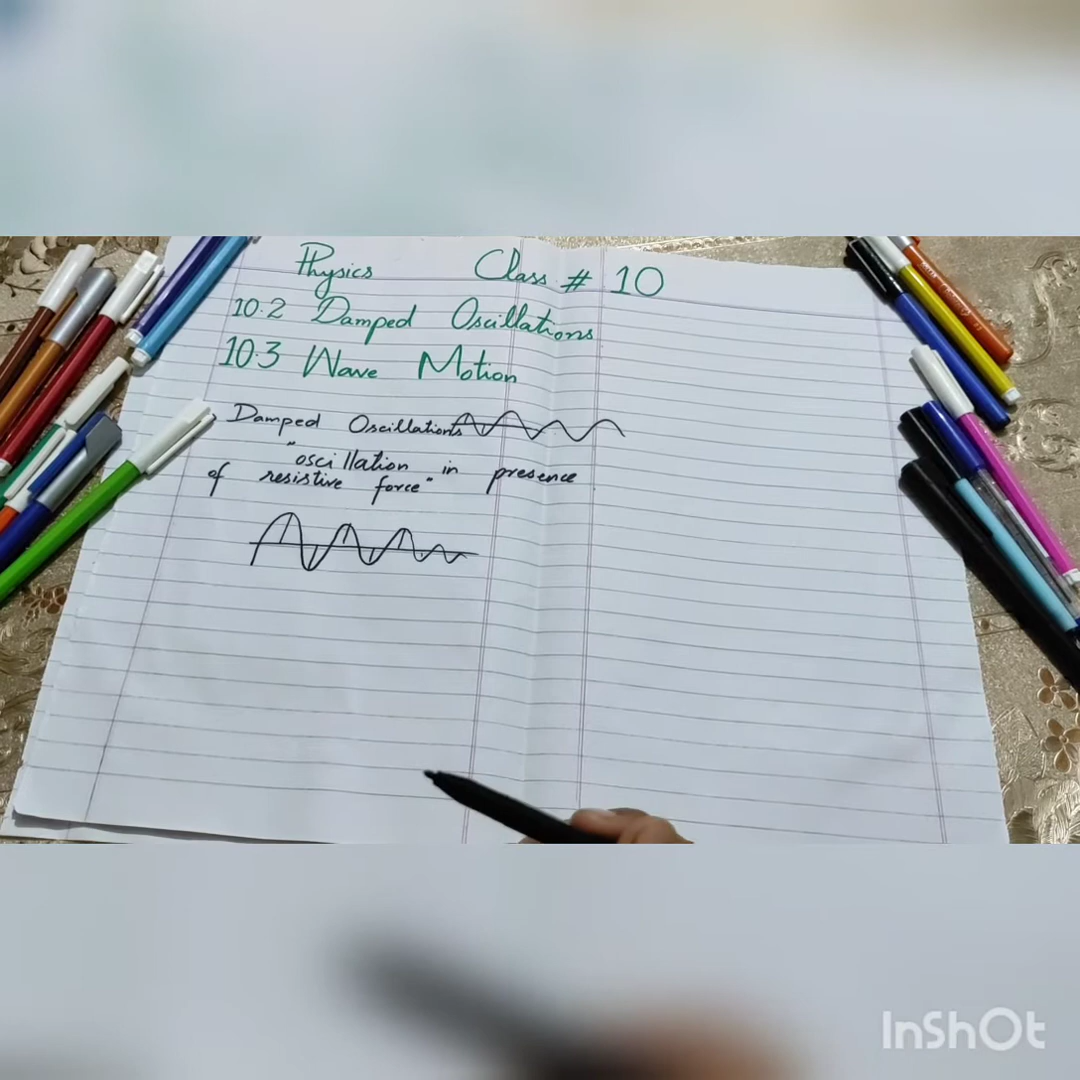 Physics Class # 10
10.2 Damped Oscillations
10.3 Wave Motion
Damped Oscillations
"oscillation in presence
of resistive force"
InShOt